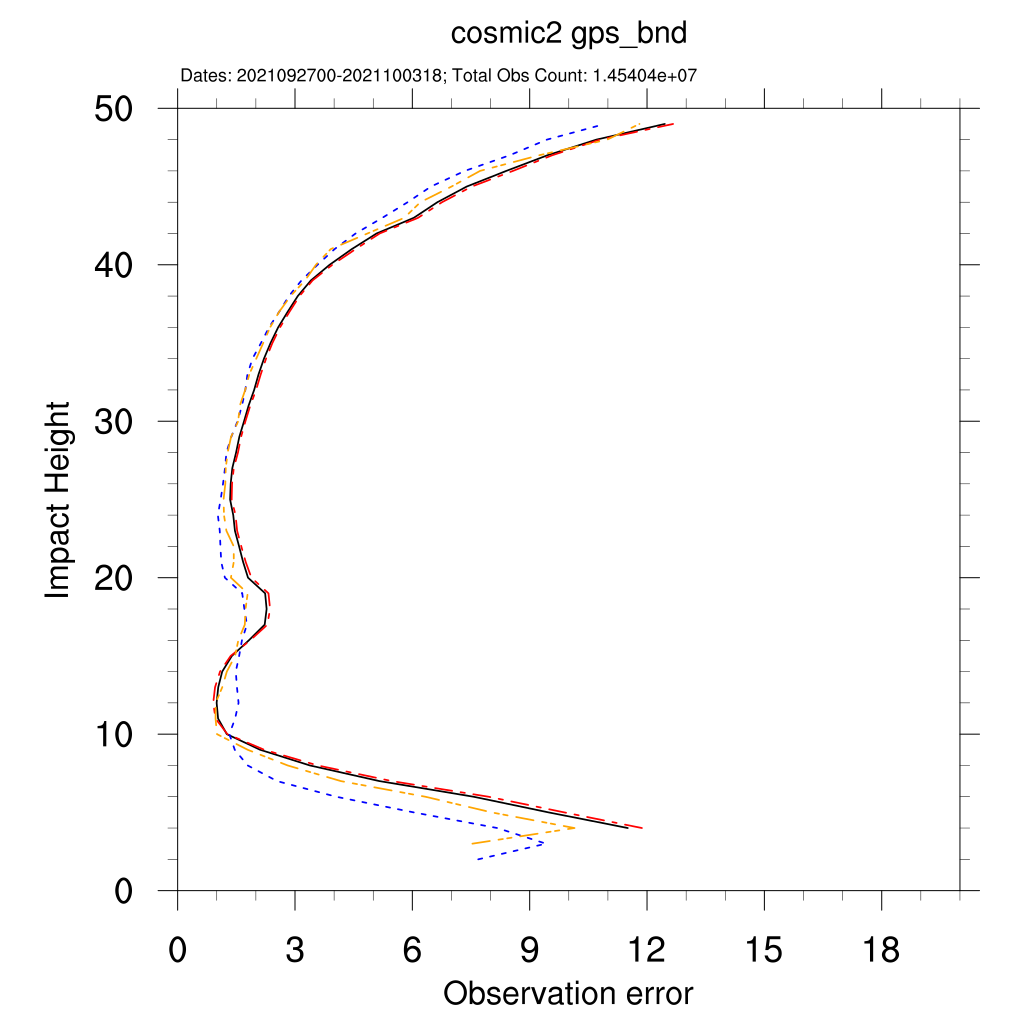 cosmic2 gps_bnd
Dates: 2021092700-2021100318; Total Obs Count: 1.45404e+07
50
40
30
20
10
0
Impact Height
0 3 6 9 12 15 18
Observation error